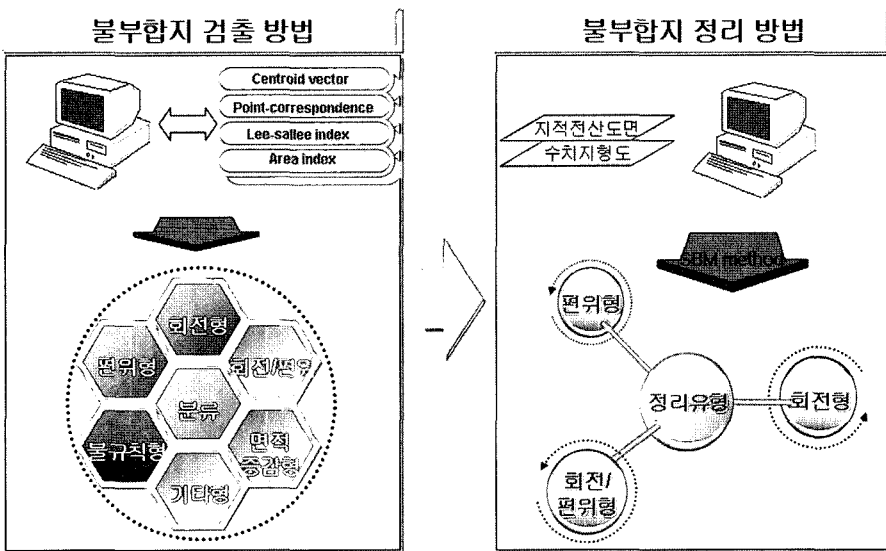 불부합지 검출 방법
Centroid vector
Point-correspondence
Lee-sallee index
Area index
회전형
편위형
회전/편위
분류
불규칙형
면적
증감형
기타형
불부합지 정리 방법
지적전산도면
수치지형도
SBM method
편위형
정리유형
회전형
회전/
편위형